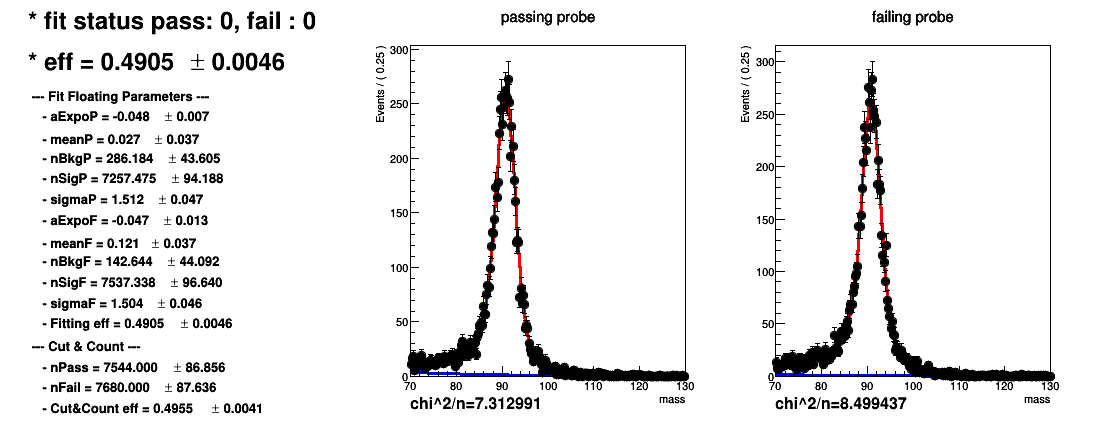 * fit status pass: 0, fail : 0
* eff = 0.4905 ± 0.0046
--- Fit Floating Parameters ---
- aExpoP = -0.048 ± 0.007
- meanP = 0.027 ± 0.037
- nBkgP = 286.184 ± 43.605
- nSigP = 7257.475 ± 94.188
- sigmaP = 1.512 ± 0.047
- aExpoF = -0.047 ± 0.013
- meanF = 0.121 ± 0.037
- nBkgF = 142.644 ± 44.092
- nSigF = 7537.338 ± 96.640
- sigmaF = 1.504 ± 0.046
- Fitting eff = 0.4905 ± 0.0046
--- Cut & Count ---
- nPass = 7544.000 ± 86.856
- nFail = 7680.000 ± 87.636
- Cut&Count eff = 0.4955 ± 0.0041
passing probe
Events / ( 0.25 )
300
250
200
150
100
50
0
70 80 90 100 110 120 130
mass
chi^2/n=7.312991
failing probe
Events / ( 0.25 )
300
250
200
150
100
50
0
70 80 90 100 110 120 130
mass
chi^2/n=8.499437